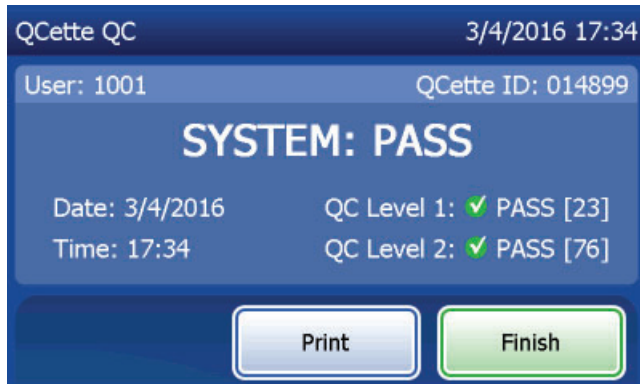 QCette QC 3/4/2016 17:34
User: 1001 QCette ID: 014899
SYSTEM: PASS
Date: 3/4/2016 QC Level 1: PASS [23]
Time: 17:34 QC Level 2: PASS [76]
Print Finish